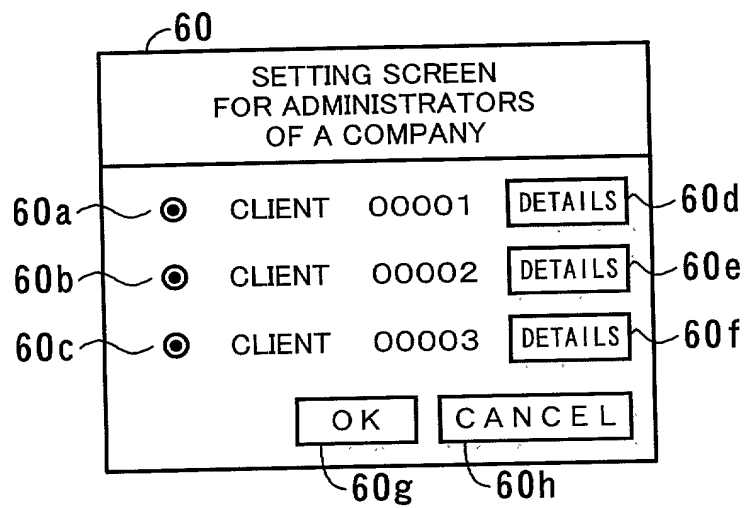 60
SETTING SCREEN
FOR ADMINISTRATORS
OF A COMPANY
60a CLIENT 00001 DETAILS 60d
60b CLIENT 00002 DETAILS 60e
60c CLIENT 00003 DETAILS 60f
OK CANCEL
60g 60h